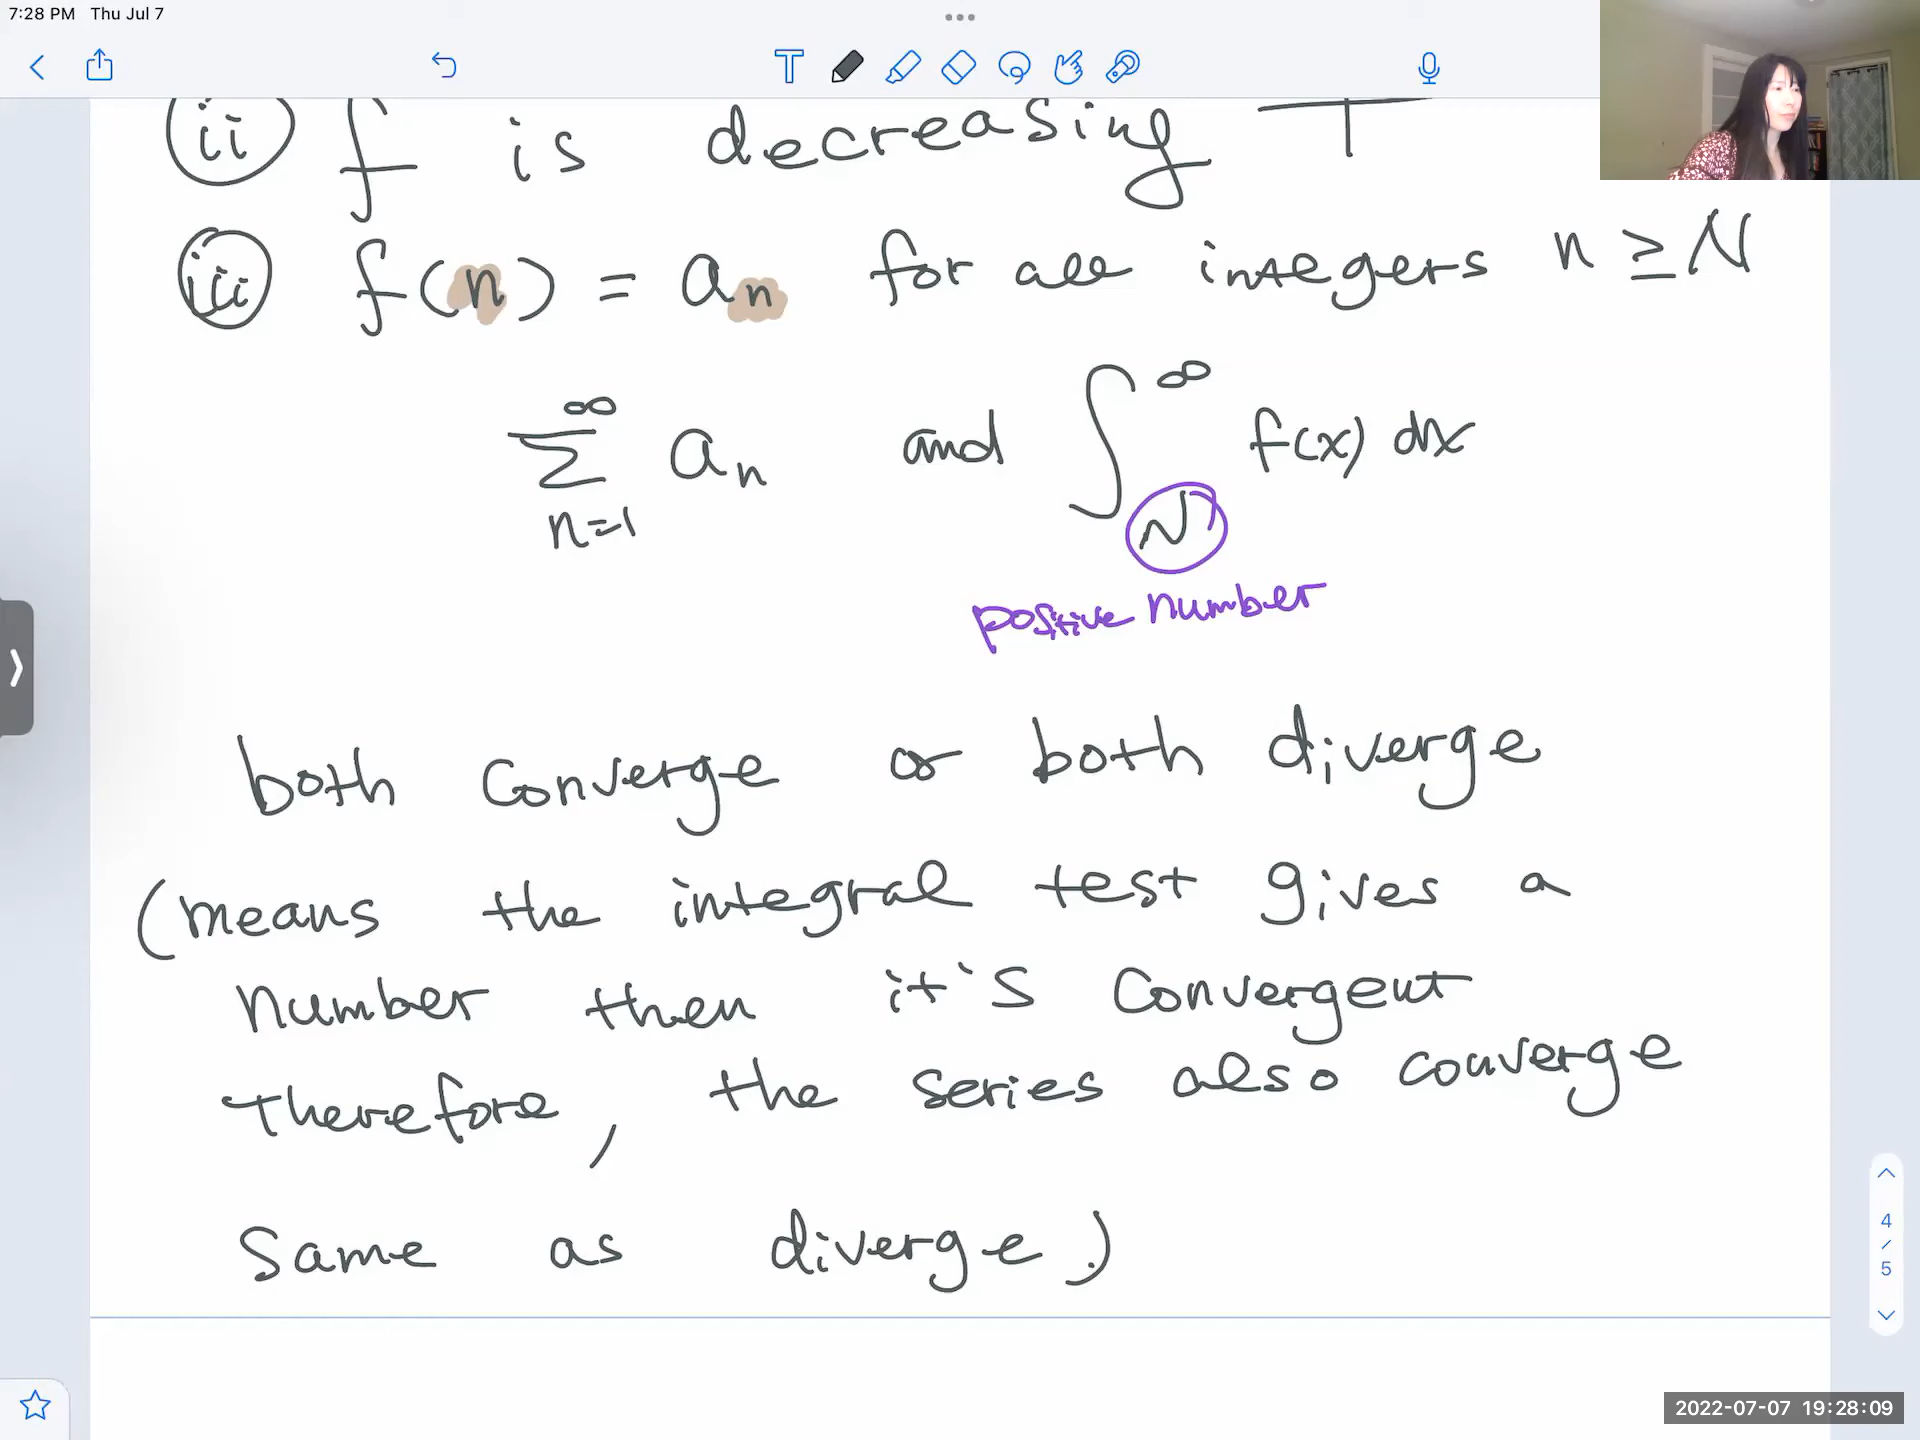 7:28 PM Thu Jul 7
(ii) f is decreasing
(iii) f(n) = aₙ for all integers n ≥ N
∞ ∞
∑ aₙ and ∫ f(x) dx
n=1 N
positive number
both converge or both diverge
(means the integral test gives a
number then it's convergent
Therefore, the series also converge
Same as diverge.)
4
/
5
2022-07-07 19:28:09